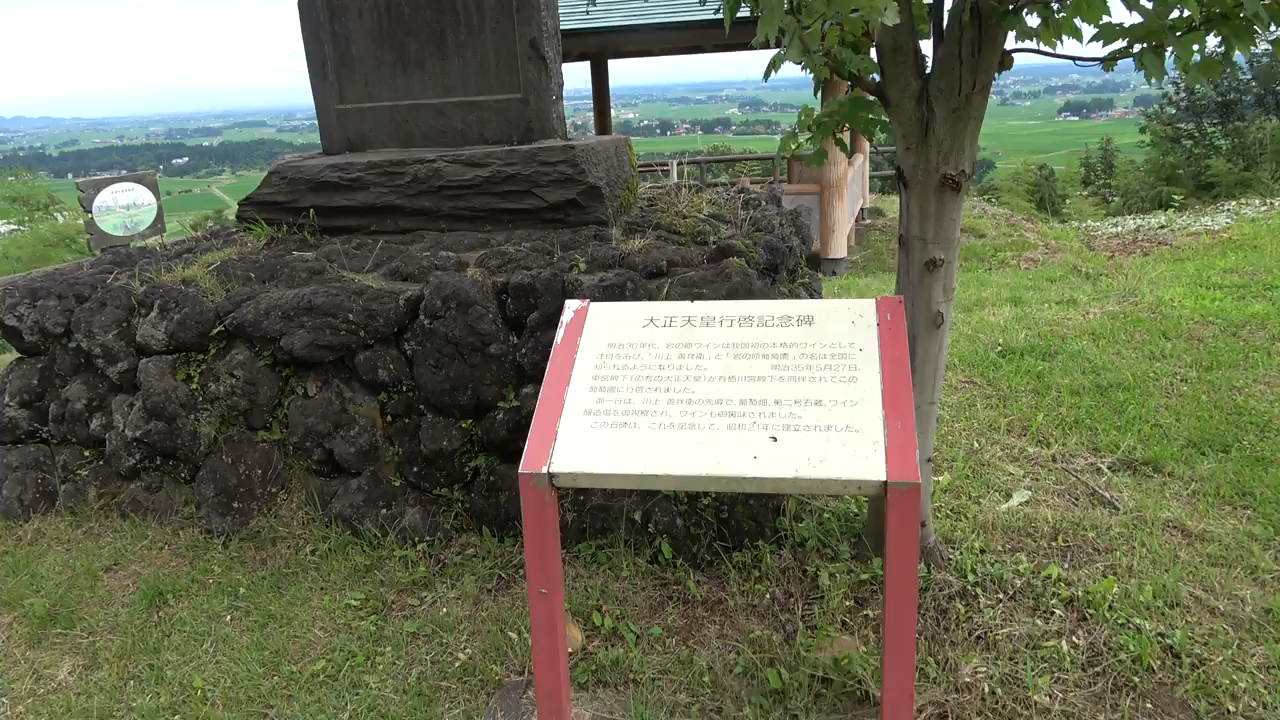 大正天皇行啓記念碑
明治30年代、岩の原ワインは我国初の本格的ワインとして
注目を浴び、「川上 善兵衛」と「岩の原葡萄園」の名は全国に
知られるようになりました。 明治35年5月27日、
東宮殿下(のちの大正天皇)が有栖川宮殿下を同伴されてこの
葡萄園に行啓されました。
御一行は、川上 善兵衛の先導で、葡萄畑、第二号石蔵、ワイン
醸造場を御視察され、ワインも御賞味されました。
この石碑は、これを記念して、昭和21年に建立されました。